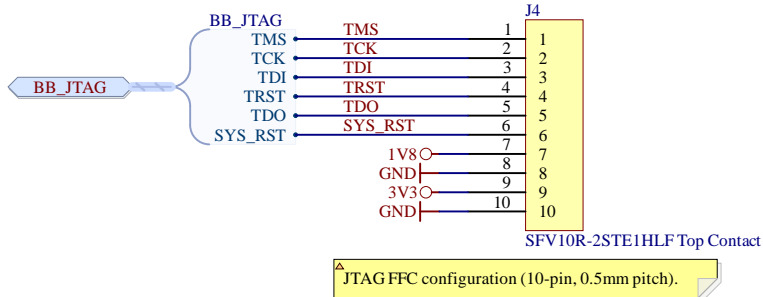 J4
BB_JTAG
TMS TMS 1 1
TCK TCK 2 2
TDI TDI 3 3
BB_JTAG
TRST TRST 4 4
TDO TDO 5 5
SYS_RST SYS_RST 6 6
1V8 7 7
GND 8 8
3V3 9 9
GND 10 10
SFV10R-2STE1HLF Top Contact
JTAG FFC configuration (10-pin, 0.5mm pitch).